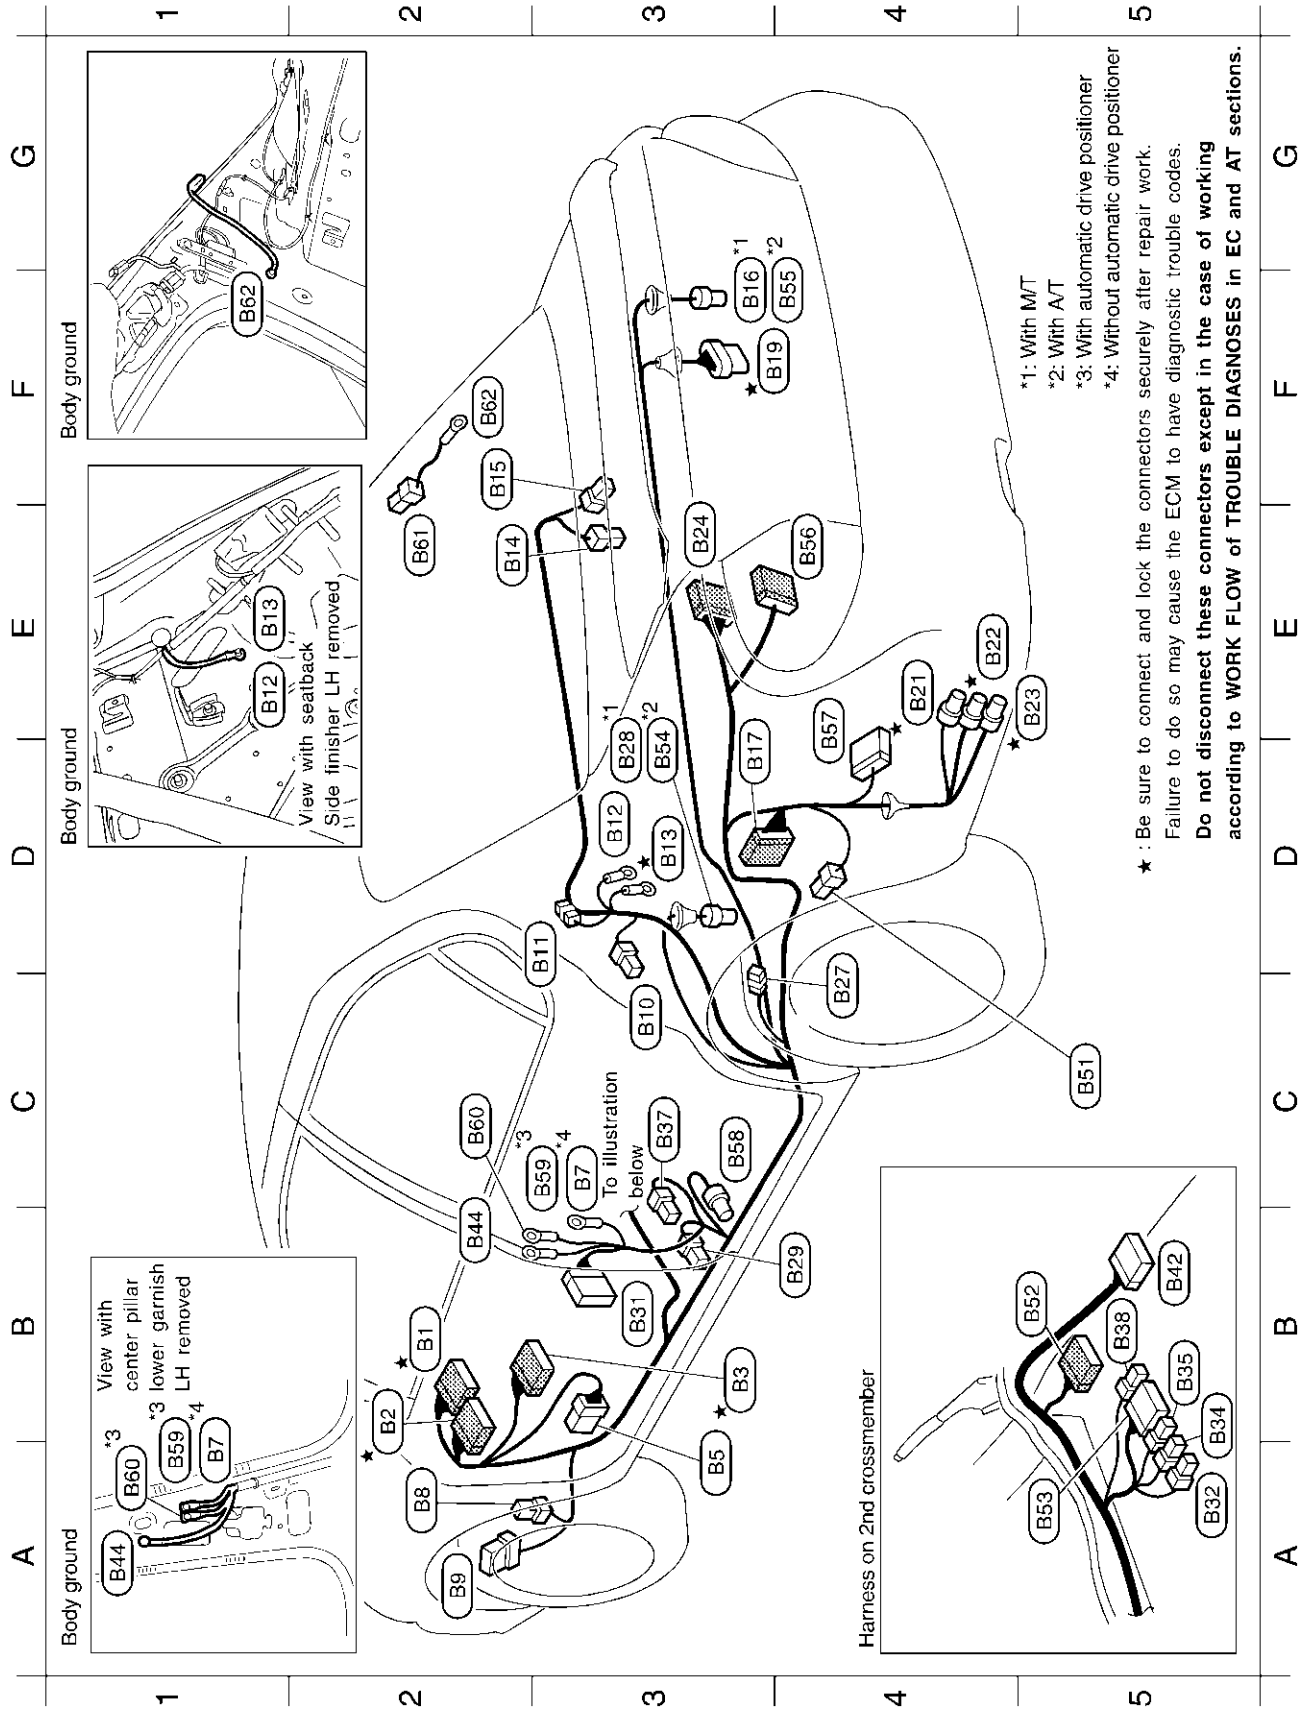 1
2
3
4
5
G
F
E
D
C
B
A
Body ground
B44
B60
*3
B59
*3
B7
*4
View with
center pillar
lower garnish
LH removed
Body ground
B12
B13
View with seatback
Side finisher LH removed
Body ground
B62
B9
B8
B2
★
B1
★
B5
B3
★
B31
B44
B60
B59
*3
B7
*4
To illustration
below
B29
B37
B58
B11
B10
B12
B13
★
B28
*1
B54
*2
B27
B51
B17
B57
B21
★
B22
★
B23
★
B14
B15
B61
B62
B24
B56
B19
★
B16
*1
B55
*2
Harness on 2nd crossmember
B53
B52
B38
B42
B35
B34
B32
*1: With M/T
*2: With A/T
*3: With automatic drive positioner
*4: Without automatic drive positioner
★ : Be sure to connect and lock the connectors securely after repair work.
Failure to do so may cause the ECM to have diagnostic trouble codes.
Do not disconnect these connectors except in the case of working
according to WORK FLOW of TROUBLE DIAGNOSES in EC and AT sections.
1
2
3
4
5
A
B
C
D
E
F
G